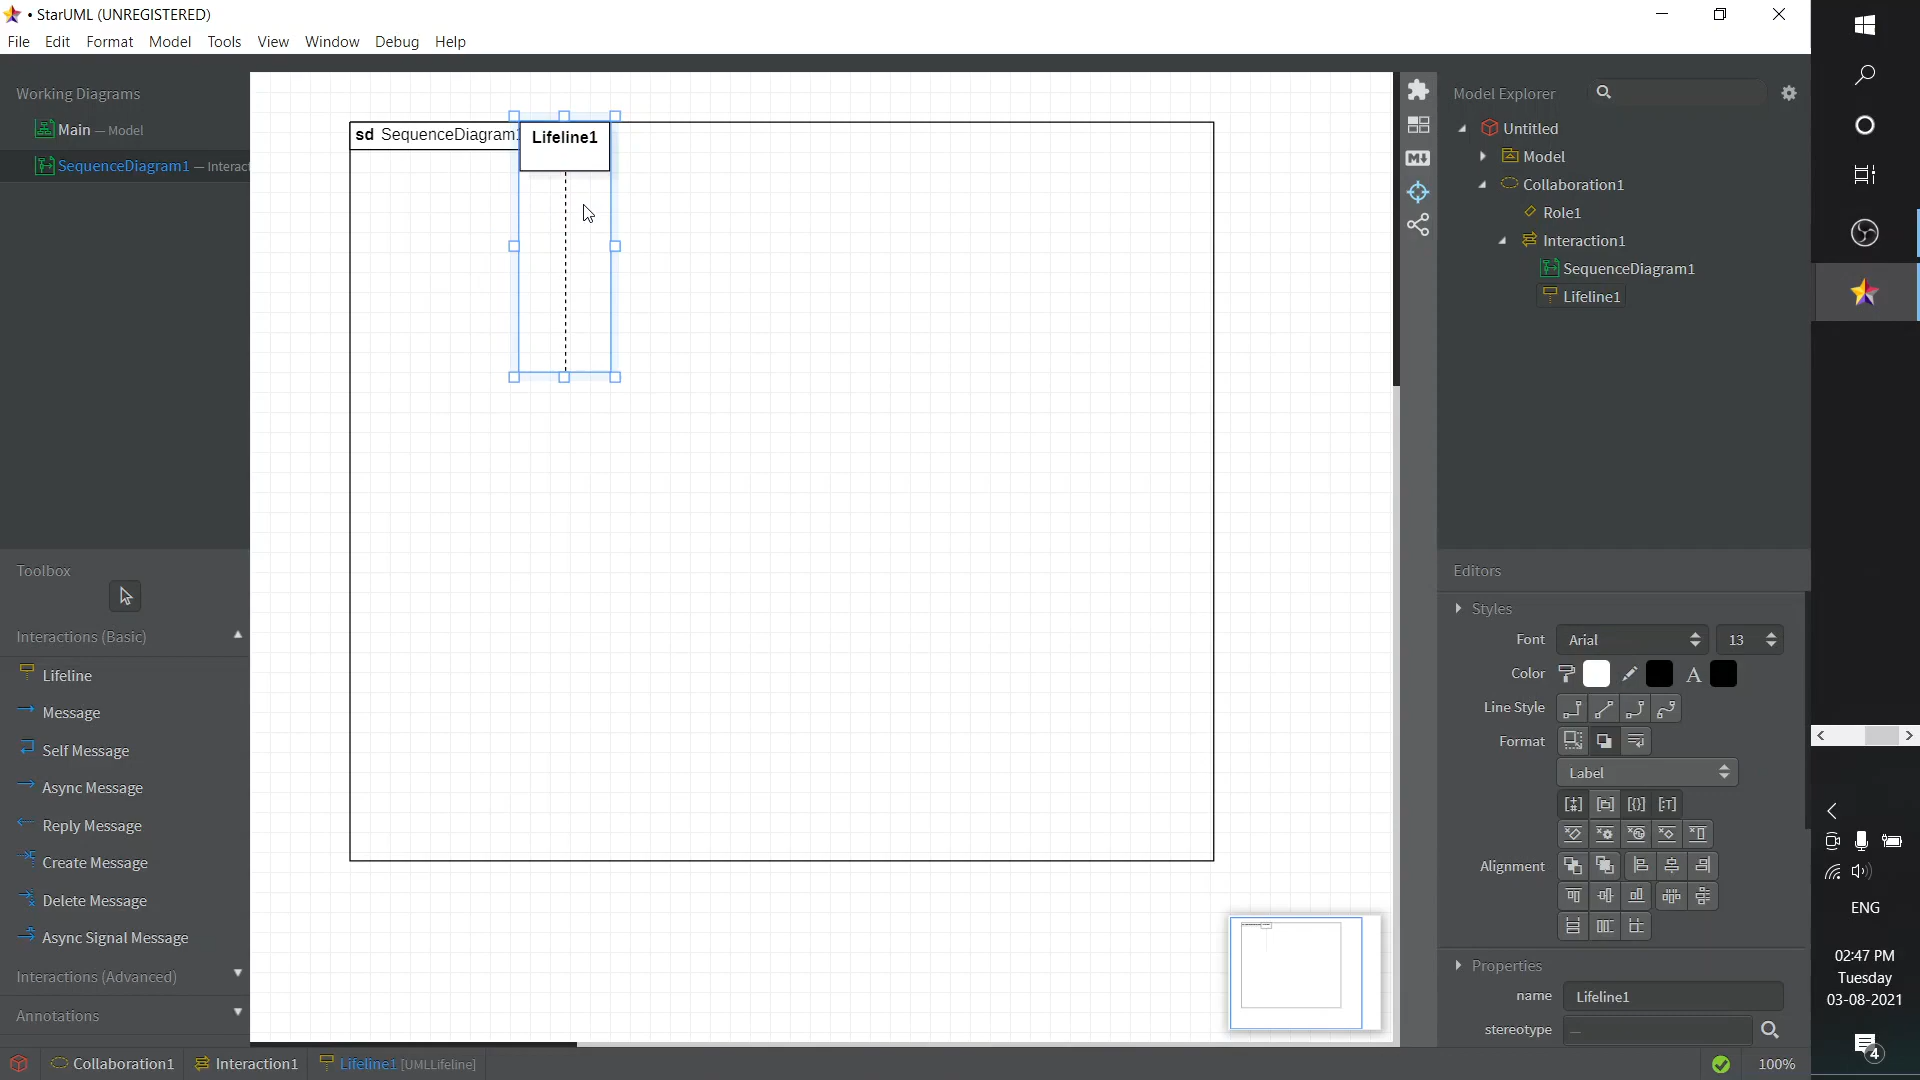 • StarUML (UNREGISTERED)
File Edit Format Model Tools View Window Debug Help
Working Diagrams
Main — Model
SequenceDiagram1 — Interact
Toolbox
Interactions (Basic)
Lifeline
Message
Self Message
Async Message
Reply Message
Create Message
Delete Message
Async Signal Message
Interactions (Advanced)
Annotations
sd SequenceDiagram1
Lifeline1
M
Model Explorer
Untitled
Model
Collaboration1
Role1
Interaction1
SequenceDiagram1
Lifeline1
Editors
Styles
Font Arial 13
Color A
Line Style
Format
Label
Alignment
Properties
name Lifeline1
stereotype —
Collaboration1 Interaction1 Lifeline1 [UMLLifeline]
100%
ENG
02:47 PM
Tuesday
03-08-2021
4